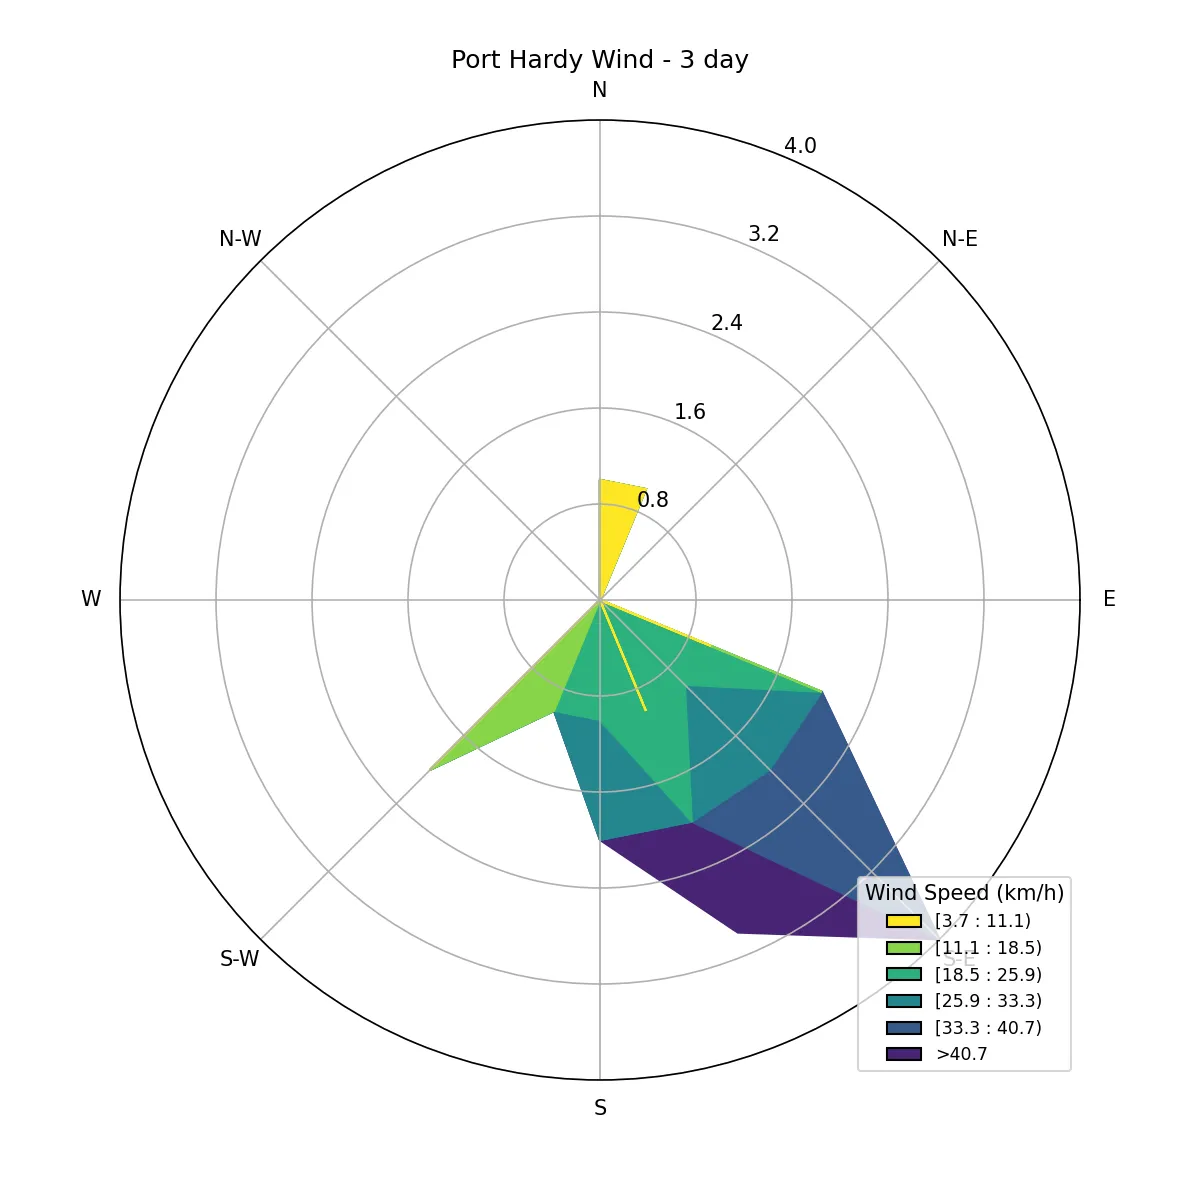 Port Hardy Wind - 3 day
N
4.0
N-W
3.2
N-E
2.4
1.6
0.8
W
E
Wind Speed (km/h)
[3.7 : 11.1)
[11.1 : 18.5)
S-W
S-E
[18.5 : 25.9)
[25.9 : 33.3)
[33.3 : 40.7)
>40.7
S